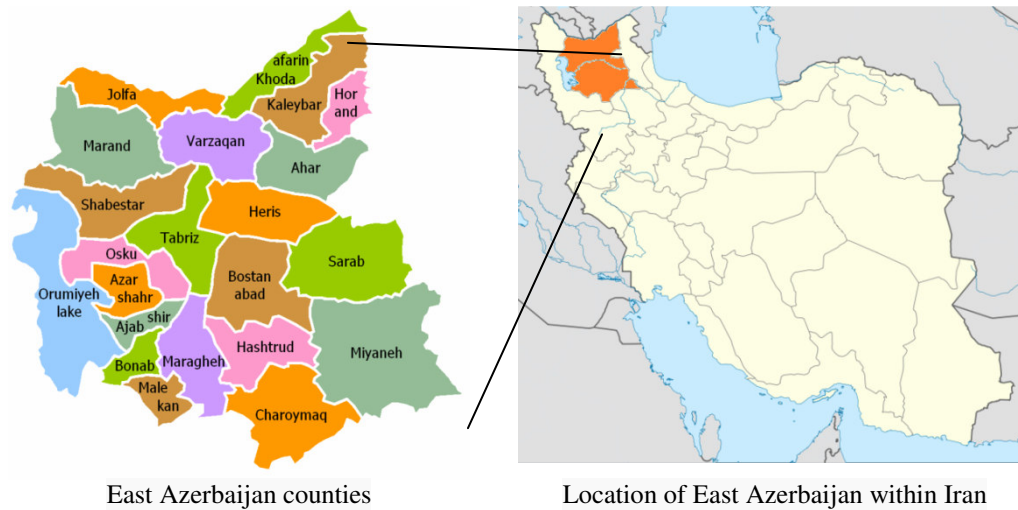 afarin
Khoda
Jolfa
Kaleybar
Hor
and
Marand
Varzaqan
Ahar
Shabestar
Heris
Tabriz
Osku
Sarab
Azar
shahr
Bostan
abad
Orumiyeh
lake
Ajab shir
Hashtrud
Miyaneh
Bonab
Maragheh
Male
kan
Charoymaq
East Azerbaijan counties
Location of East Azerbaijan within Iran